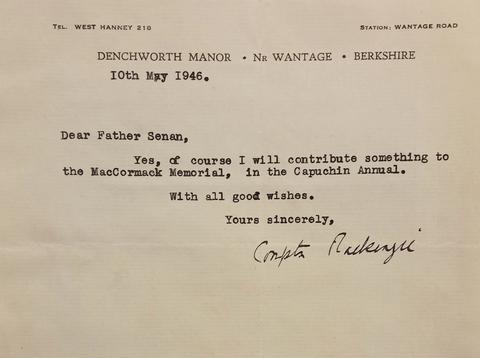 TEL. WEST HANNEY 210 STATION: WANTAGE ROAD
DENCHWORTH MANOR • NR WANTAGE • BERKSHIRE
10th May 1946.
Dear Father Senan,
Yes, of course I will contribute something to
the MacCormack Memorial, in the Capuchin Annual.
With all good wishes.
Yours sincerely,
Compton Mackenzie